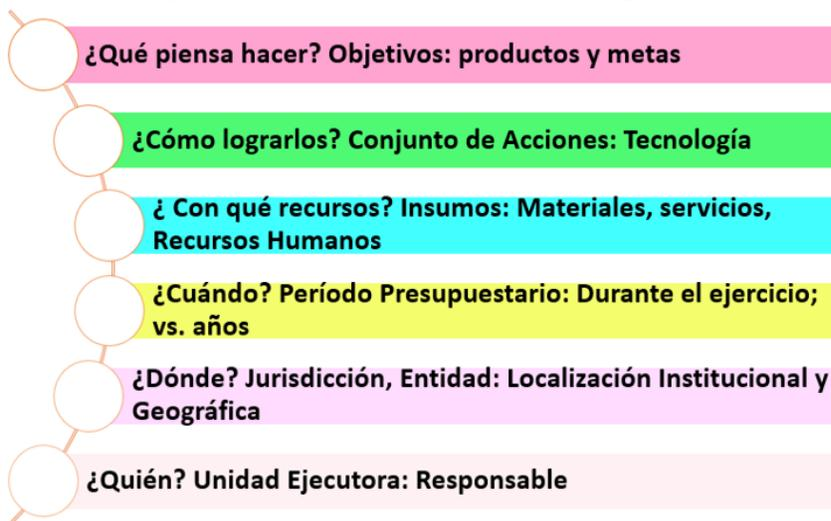 ¿Qué piensa hacer? Objetivos: productos y metas
¿Cómo lograrlos? Conjunto de Acciones: Tecnología
¿ Con qué recursos? Insumos: Materiales, servicios,
Recursos Humanos
¿Cuándo? Período Presupuestario: Durante el ejercicio;
vs. años
¿Dónde? Jurisdicción, Entidad: Localización Institucional y
Geográfica
¿Quién? Unidad Ejecutora: Responsable